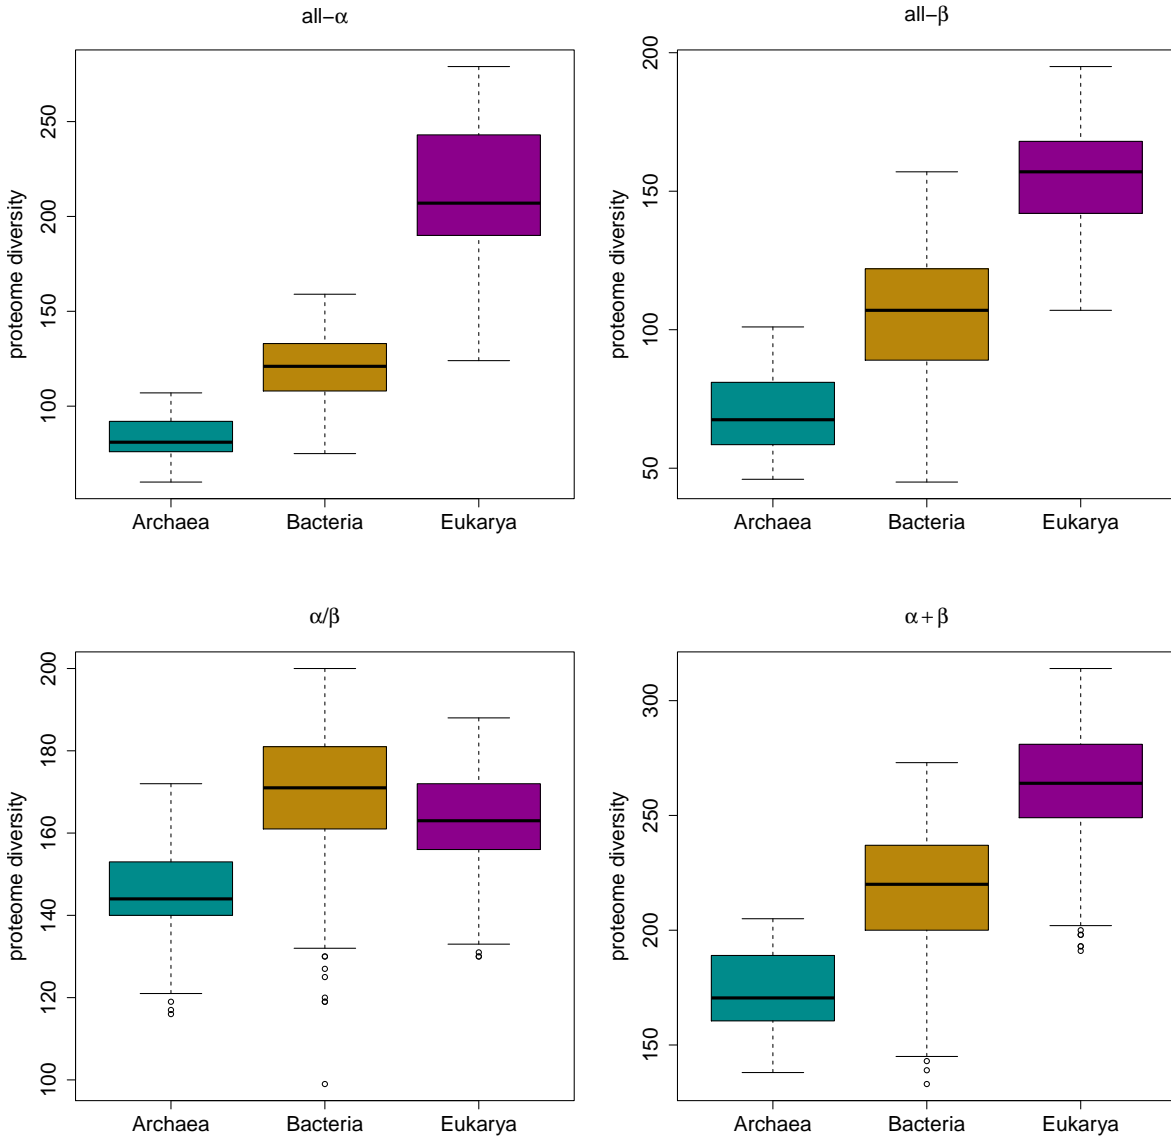 all−α
proteome diversity
250
200
150
100
Archaea Bacteria Eukarya
all−β
proteome diversity
200
150
100
50
Archaea Bacteria Eukarya
α/β
proteome diversity
200
180
160
140
120
100
Archaea Bacteria Eukarya
α+β
proteome diversity
300
250
200
150
Archaea Bacteria Eukarya